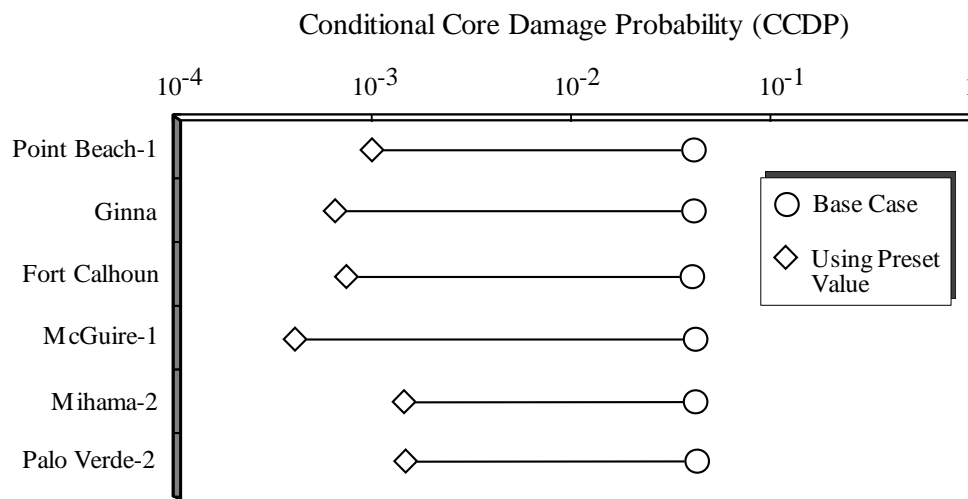 Conditional Core Damage Probability (CCDP)
10-4 10-3 10-2 10-1 1
Point Beach-1
Ginna
Fort Calhoun
McGuire-1
Mihama-2
Palo Verde-2
Base Case
Using Preset
Value